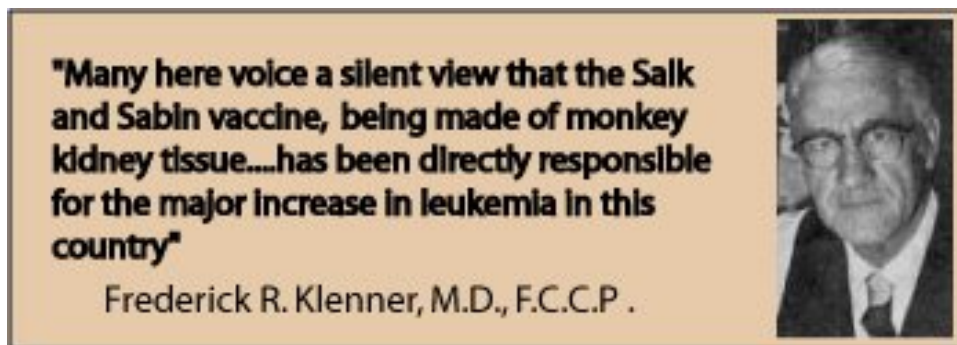 "Many here voice a silent view that the Salk
and Sabin vaccine, being made of monkey
kidney tissue....has been directly responsible
for the major increase in leukemia in this
country"
Frederick R. Klenner, M.D., F.C.C.P .